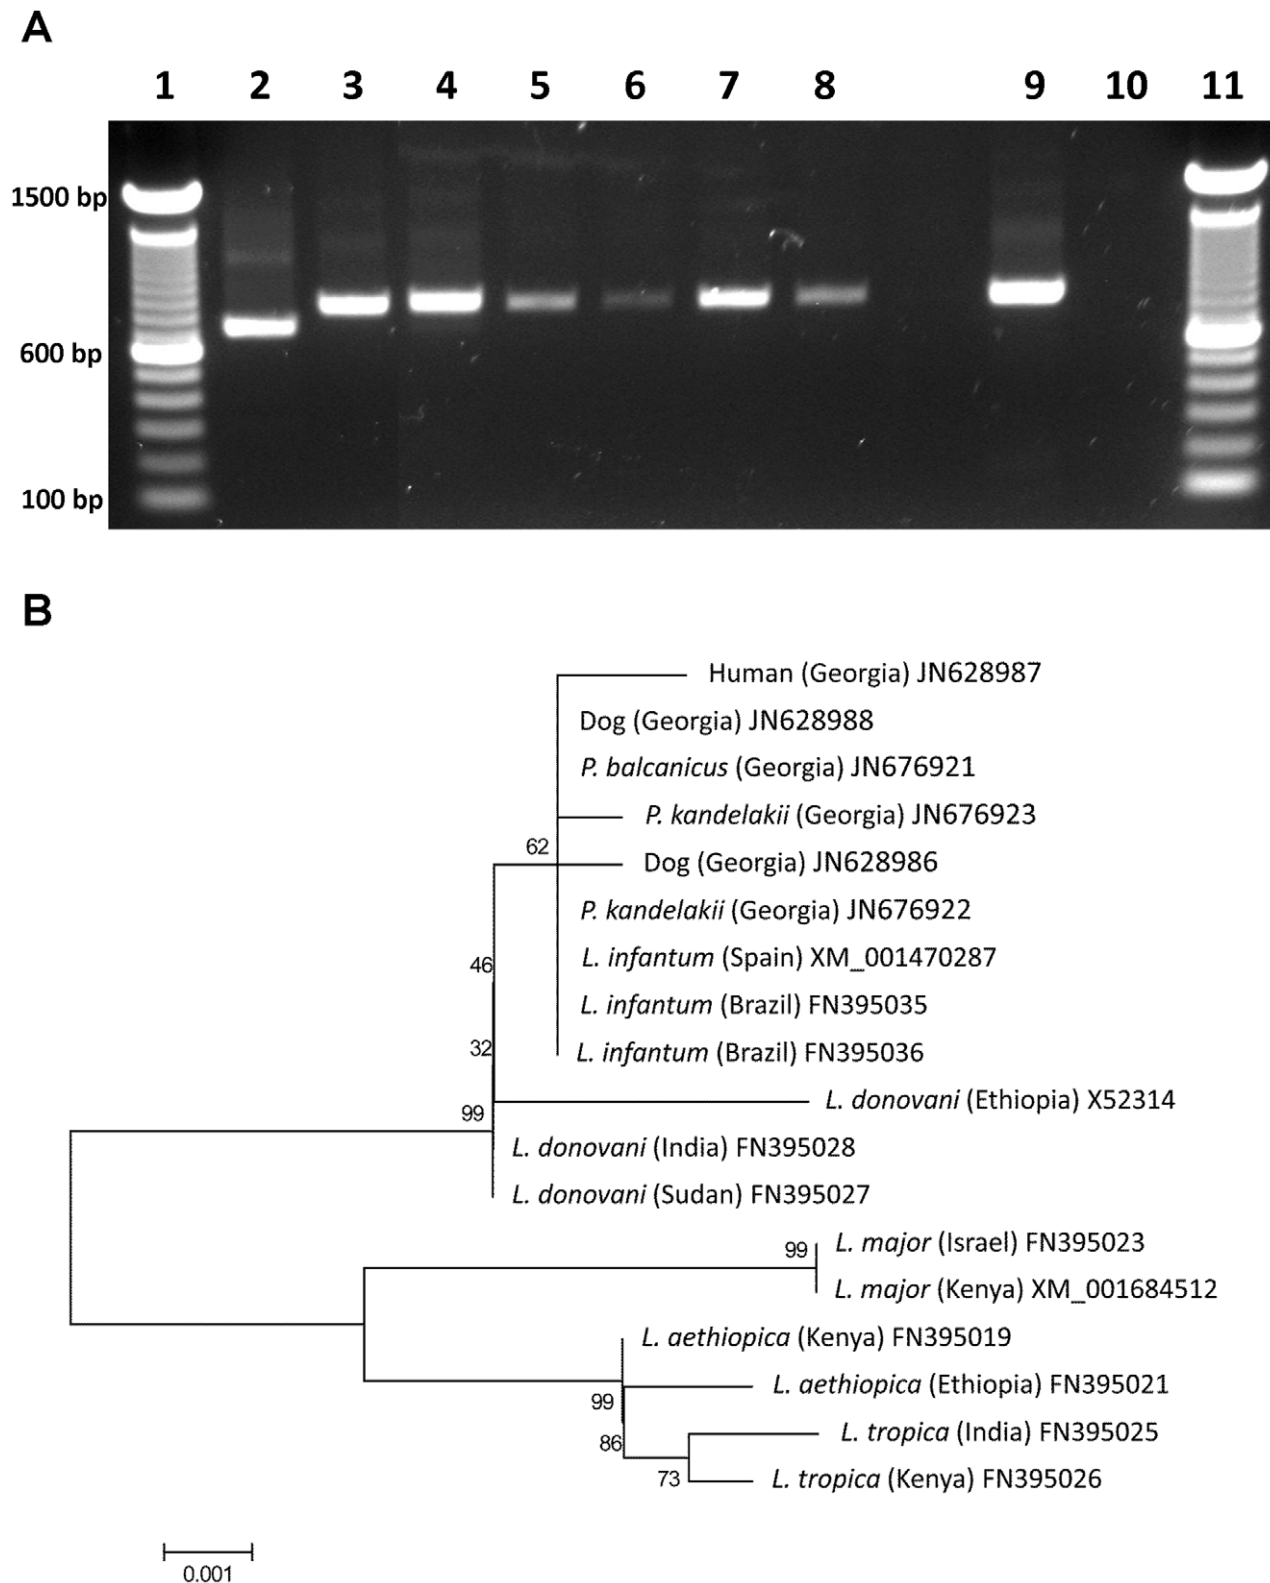 A
1 2 3 4 5 6 7 8 9 10 11
1500 bp
600 bp
100 bp
B
Human (Georgia) JN628987
Dog (Georgia) JN628988
P. balcanicus (Georgia) JN676921
P. kandelakii (Georgia) JN676923
62
Dog (Georgia) JN628986
P. kandelakii (Georgia) JN676922
L. infantum (Spain) XM_001470287
46
L. infantum (Brazil) FN395035
32
L. infantum (Brazil) FN395036
L. donovani (Ethiopia) X52314
99
L. donovani (India) FN395028
L. donovani (Sudan) FN395027
L. major (Israel) FN395023
99
L. major (Kenya) XM_001684512
L. aethiopica (Kenya) FN395019
L. aethiopica (Ethiopia) FN395021
99
L. tropica (India) FN395025
86
L. tropica (Kenya) FN395026
73
0.001